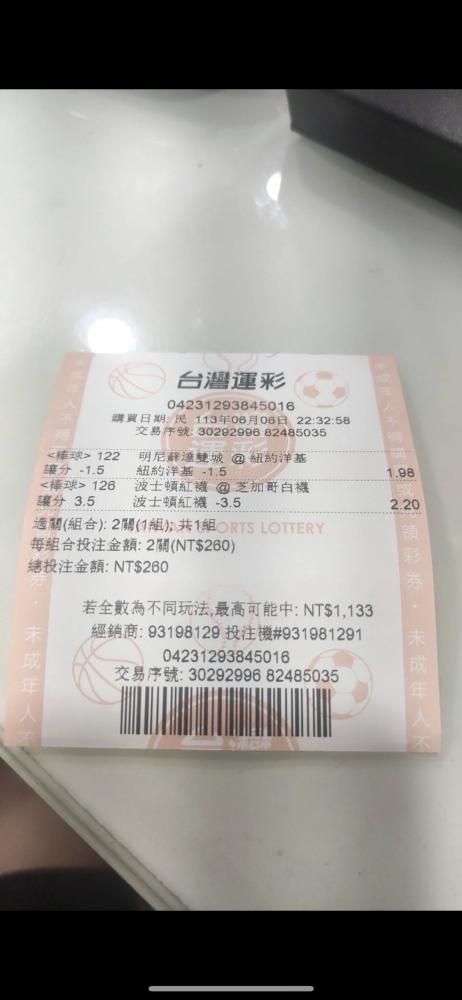 台灣運彩
04231293845016
購買日期: 民 113年06月06日 22:32:58
交易序號: 30292996 82485035
<棒球> 122 明尼蘇達雙城 @ 紐約洋基
讓分 -1.5 紐約洋基 -1.5 1.98
<棒球> 126 波士頓紅襪 @ 芝加哥白襪
讓分 3.5 波士頓紅襪 -3.5 2.20
過關(組合): 2關(1組); 共1組
SPORTS LOTTERY
每組合投注金額: 2關(NT$260)
總投注金額: NT$260
若全數為不同玩法,最高可能中: NT$1,133
經銷商: 93198129 投注機#931981291
04231293845016
交易序號: 30292996 82485035
領彩券．未成年人不
券．未成年人不